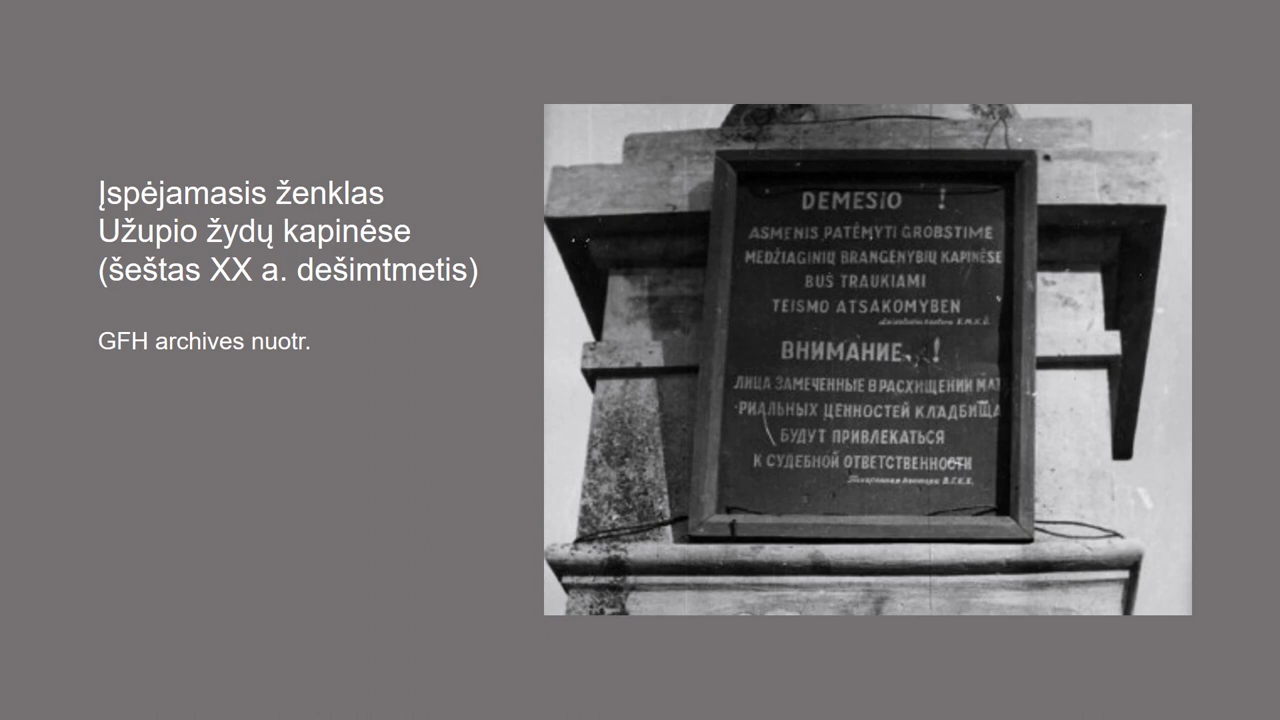 Įspėjamasis ženklas
Užupio žydų kapinėse
(šeštas XX a. dešimtmetis)
GFH archives nuotr.
DEMESIO !
ASMENIS PATĖMYTI GROBSTIME
MEDŽIAGINIŲ BRANGENYBIŲ KAPINĖSE
BUŠ TRAUKIAMI
TEISMO ATSAKOMYBEN
ВНИМАНИЕ !
ЛИЦА ЗАМЕЧЕННЫЕ В РАСХИЩЕНИИ МАТ
РИАЛЬНЫХ ЦЕННОСТЕЙ КЛАДБИЩА
БУДУТ ПРИВЛЕКАТЬСЯ
К СУДЕБНОЙ ОТВЕТСТВЕННОСТИ